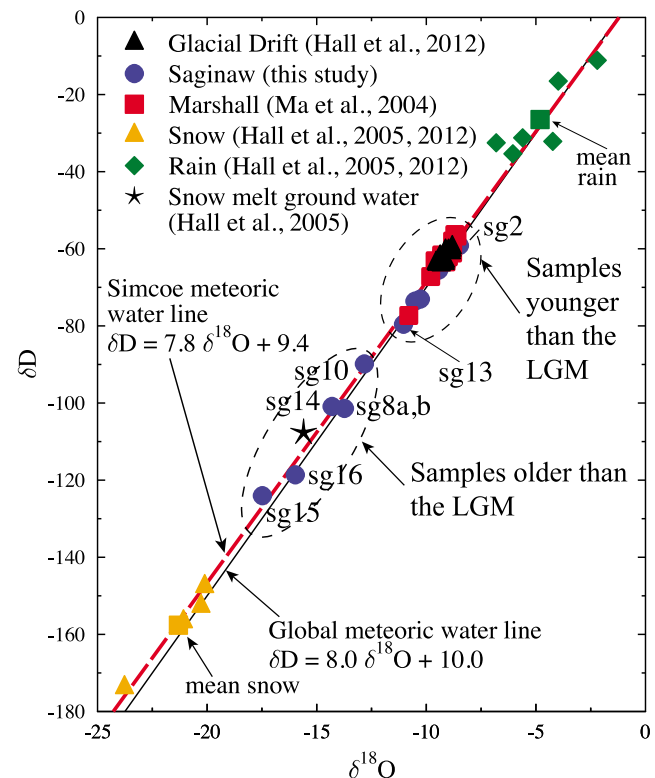 0
Glacial Drift (Hall et al., 2012)
Saginaw (this study)
Marshall (Ma et al., 2004)
Snow (Hall et al., 2005, 2012)
Rain (Hall et al., 2005, 2012)
Snow melt ground water
(Hall et al., 2005)
-20
-40
-60
-80
-100
-120
-140
-160
-180
δD
mean
rain
sg2
Samples
younger
than the
LGM
Simcoe meteoric
water line
δD = 7.8 δ18O + 9.4
sg13
sg10
sg14
sg8a,b
sg16
sg15
Samples older than
the LGM
Global meteoric water line
δD = 8.0 δ18O + 10.0
mean snow
-25
-20
-15
-10
-5
0
δ18O